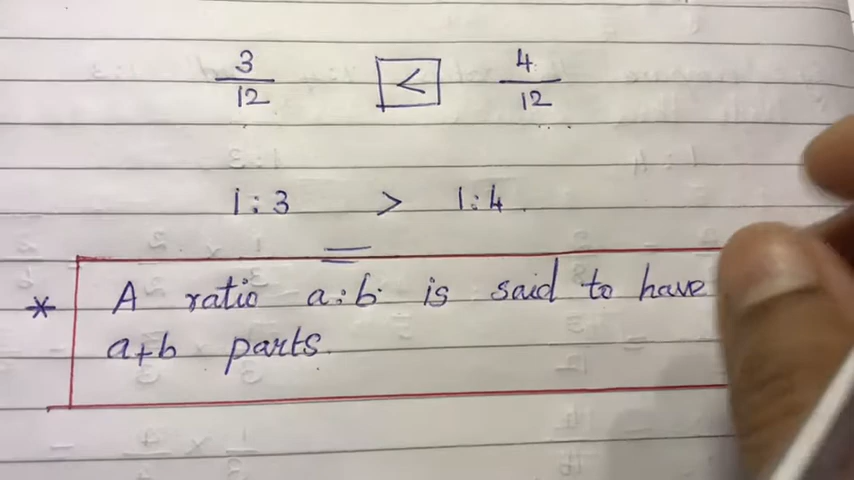 3/12 < 4/12
1:3 > 1:4
* A ratio a:b is said to have
a+b parts.